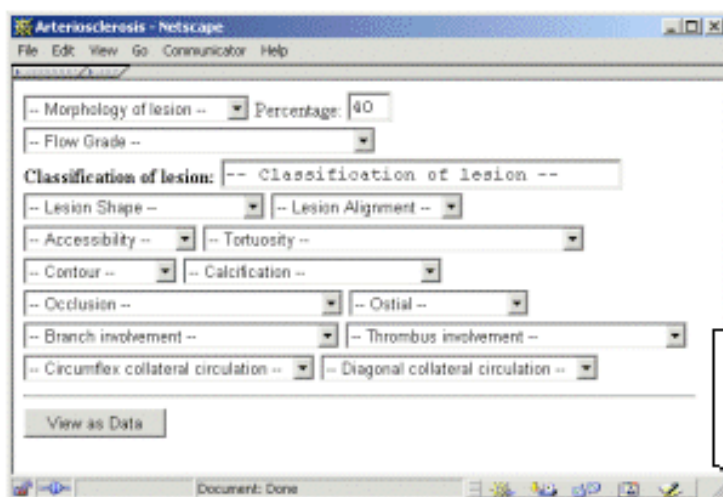 Arteriosclerosis - Netscape
File Edit View Go Communicator Help
-- Morphology of lesion -- Percentage: 40
-- Flow Grade --
Classification of lesion: -- Classification of lesion --
-- Lesion Shape -- -- Lesion Alignment --
-- Accessibility -- -- Tortuosity --
-- Contour -- -- Calcification --
-- Occlusion -- -- Ostial --
-- Branch involvement -- -- Thrombus involvement --
-- Circumflex collateral circulation -- -- Diagonal collateral circulation --
View as Data
Document: Done